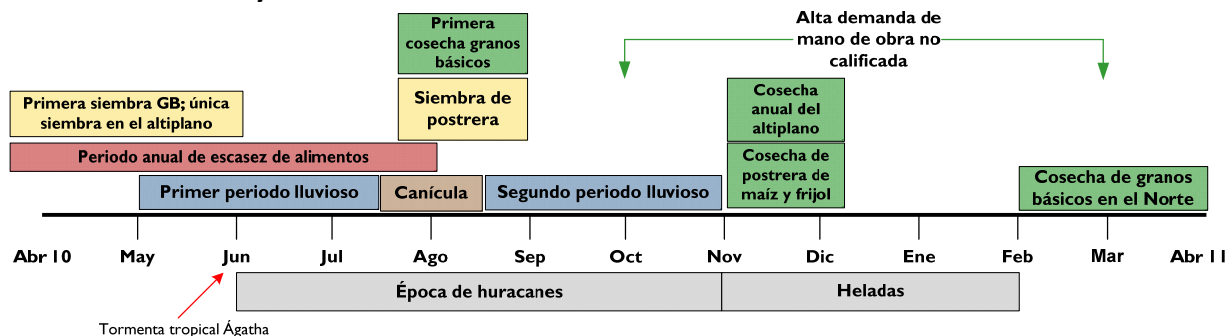 Primera
cosecha granos
básicos
Alta demanda de
mano de obra no
calificada
Primera siembra GB; única
siembra en el altiplano
Siembra de
postrera
Cosecha
anual del
altiplano
Periodo anual de escasez de alimentos
Cosecha de
postrera de
maíz y frijol
Primer periodo lluvioso
Canícula
Segundo periodo lluvioso
Cosecha de granos
básicos en el Norte
Abr 10 May Jun Jul Ago Sep Oct Nov Dic Ene Feb Mar Abr 11
Época de huracanes
Heladas
Tormenta tropical Ágatha